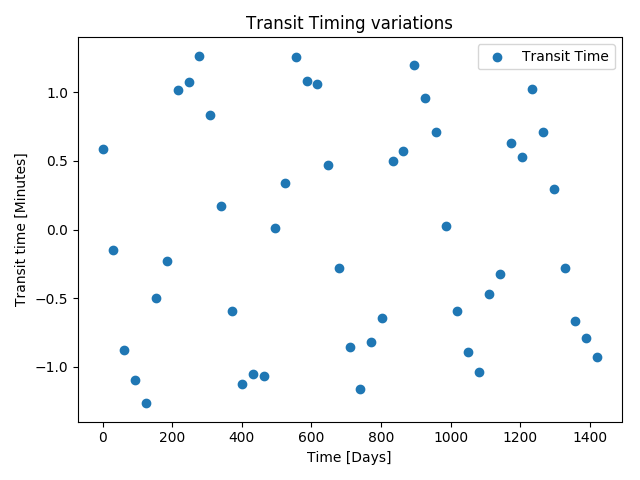 Transit Timing variations
Transit Time
Transit time [Minutes]
1.0
0.5
0.0
−0.5
−1.0
0 200 400 600 800 1000 1200 1400
Time [Days]